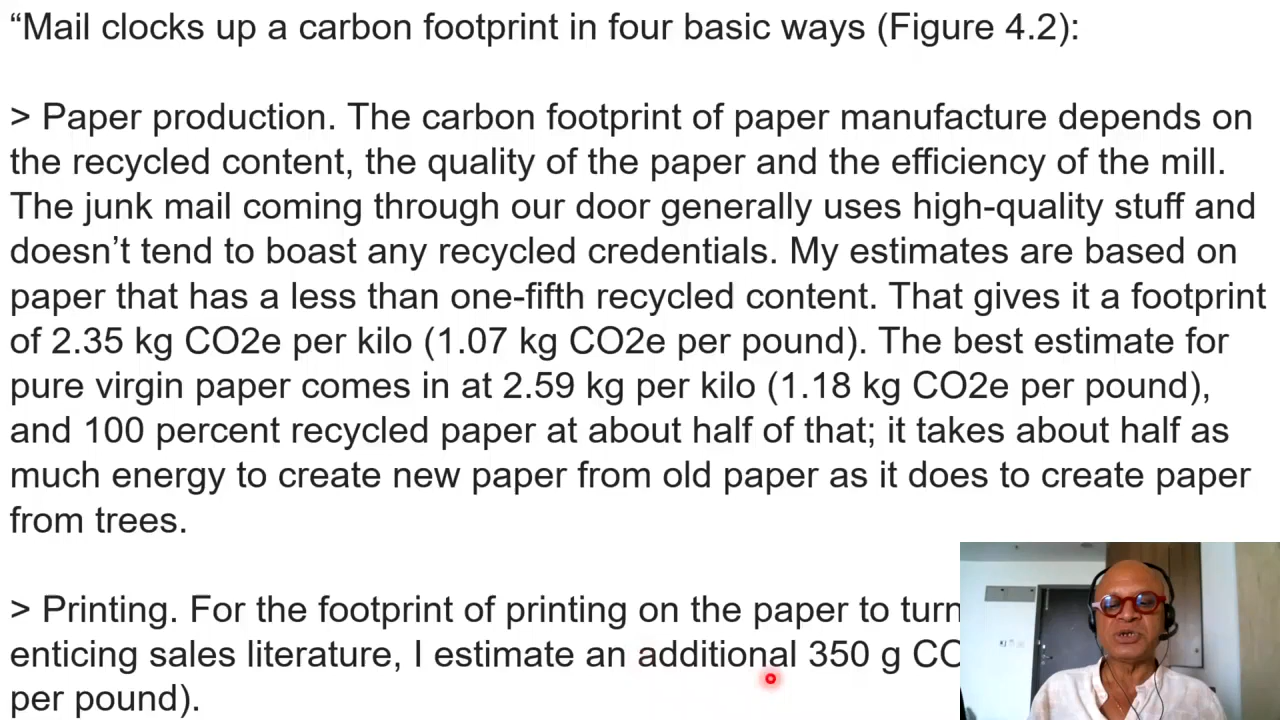 “Mail clocks up a carbon footprint in four basic ways (Figure 4.2):
> Paper production. The carbon footprint of paper manufacture depends on
the recycled content, the quality of the paper and the efficiency of the mill.
The junk mail coming through our door generally uses high-quality stuff and
doesn’t tend to boast any recycled credentials. My estimates are based on
paper that has a less than one-fifth recycled content. That gives it a footprint
of 2.35 kg CO2e per kilo (1.07 kg CO2e per pound). The best estimate for
pure virgin paper comes in at 2.59 kg per kilo (1.18 kg CO2e per pound),
and 100 percent recycled paper at about half of that; it takes about half as
much energy to create new paper from old paper as it does to create paper
from trees.
> Printing. For the footprint of printing on the paper to turn
enticing sales literature, I estimate an additional 350 g CO
per pound).